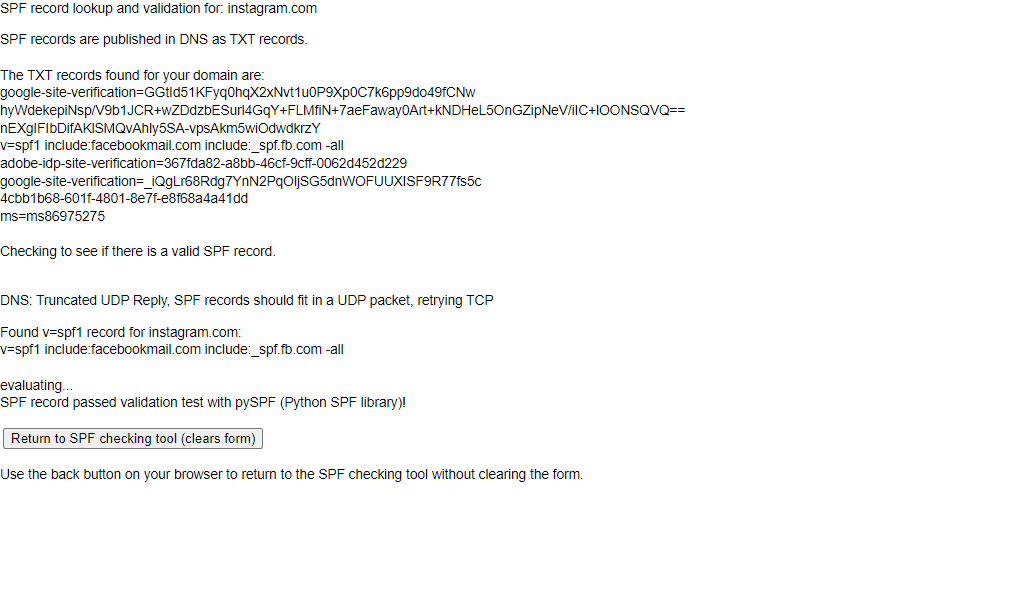 SPF record lookup and validation for: instagram.com
SPF records are published in DNS as TXT records.
The TXT records found for your domain are:
google-site-verification=GGtId51KFyq0hqX2xNvt1u0P9Xp0C7k6pp9do49fCNw
hyWdekepiNsp/V9b1JCR+wZDdzbESurI4GqY+FLMfiN+7aeFaway0Art+kNDHeL5OnGZipNeV/iIC+IOONSQVQ==
nEXgIFIbDifAKlSMQvAhIy5SA-vpsAkm5wiOdwdkrzY
v=spf1 include:facebookmail.com include:_spf.fb.com -all
adobe-idp-site-verification=367fda82-a8bb-46cf-9cff-0062d452d229
google-site-verification=_iQgLr68Rdg7YnN2PqOljSG5dnWOFUUXISF9R77fs5c
4cbb1b68-601f-4801-8e7f-e8f68a4a41dd
ms=ms86975275
Checking to see if there is a valid SPF record.
DNS: Truncated UDP Reply, SPF records should fit in a UDP packet, retrying TCP
Found v=spf1 record for instagram.com:
v=spf1 include:facebookmail.com include:_spf.fb.com -all
evaluating...
SPF record passed validation test with pySPF (Python SPF library)!
Return to SPF checking tool (clears form)
Use the back button on your browser to return to the SPF checking tool without clearing the form.